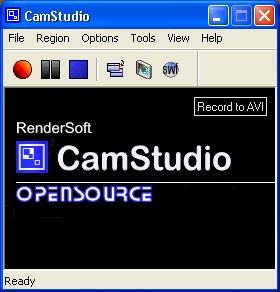 CamStudio
File Region Options Tools View Help
SWF
Record to AVI
RenderSoft
CamStudio
OPENSOURCE
Ready